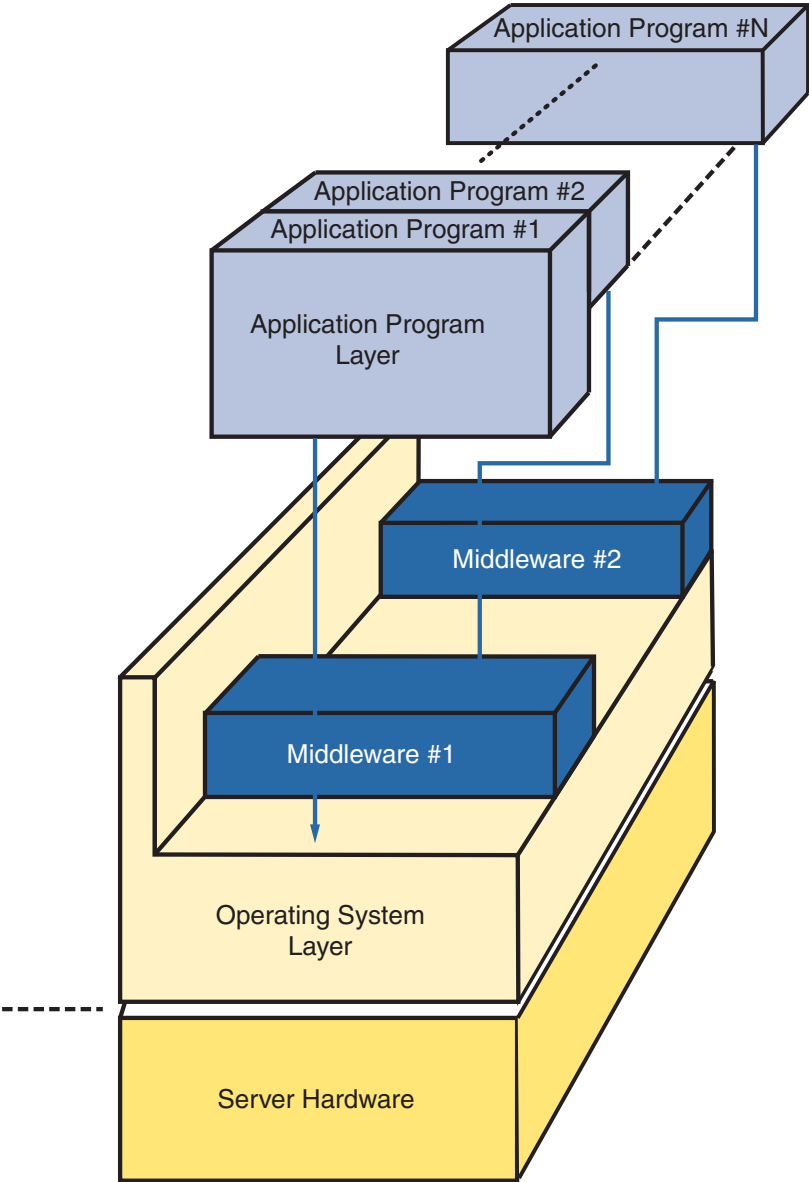 Application Program #N
Application Program #2
Application Program #1
Application Program
Layer
Middleware #2
Middleware #1
Operating System
Layer
Server Hardware